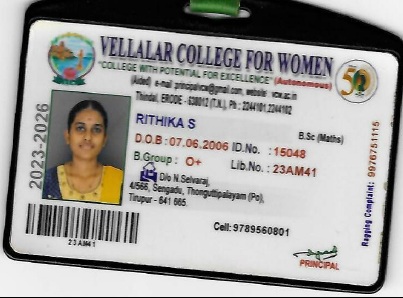 VELLALAR COLLEGE FOR WOMEN
"COLLEGE WITH POTENTIAL FOR EXCELLENCE" (Autonomous)
(Aided) e-mail: principalvcw@gmail.com, website: vcw.ac.in
Thindal, ERODE - 638012 (T.N.), Ph : 2244101, 2244102
2023-2026
RITHIKA S
B.Sc (Maths)
D.O.B : 07.06.2006 ID.No. : 15048
B.Group : O+ Lib.No. : 23AM41
D/o N.Selvaraj,
4/566, Sengadu, Thonguttipalayam (Po),
Tirupur - 641 665.
Cell: 9789560801
23AM41
PRINCIPAL
Ragging Complaint: 9976751115
50